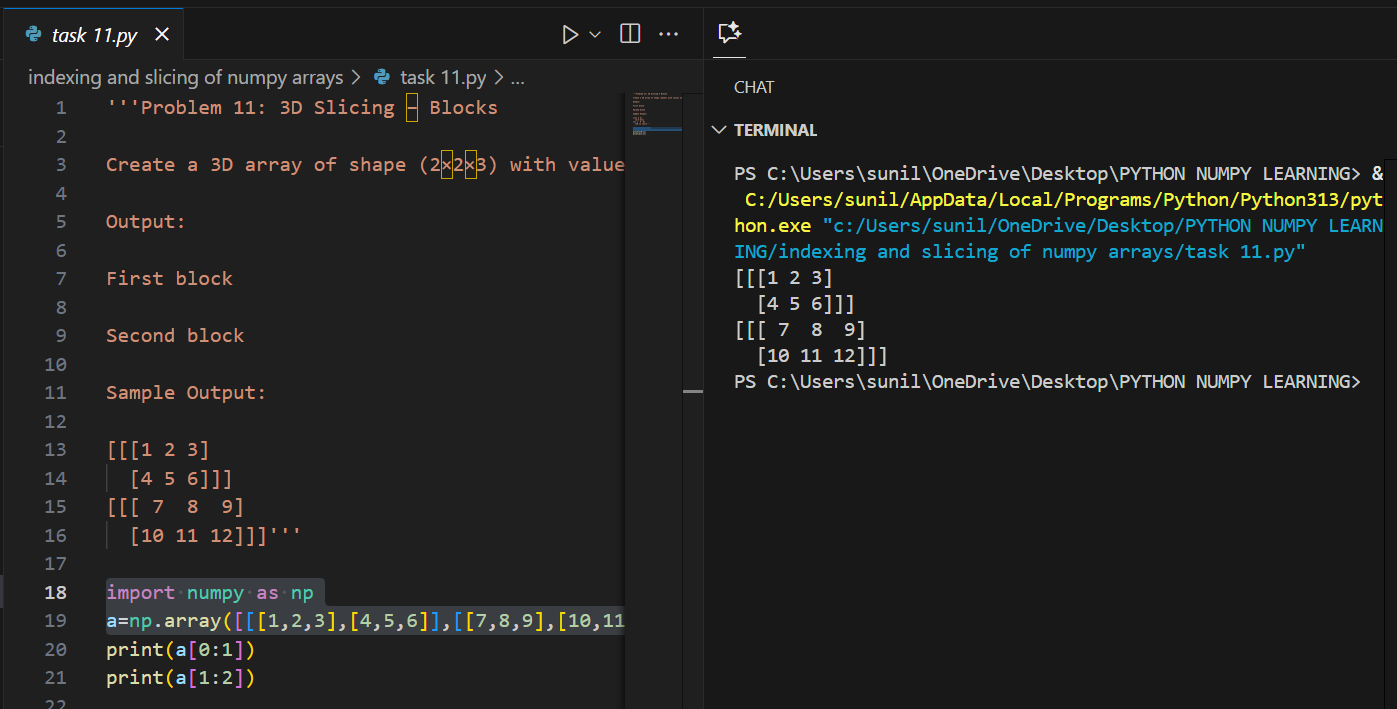 task 11.py
indexing and slicing of numpy arrays > task 11.py > ...
1 '''Problem 11: 3D Slicing – Blocks
2
3 Create a 3D array of shape (2×2×3) with value
4
5 Output:
6
7 First block
8
9 Second block
10
11 Sample Output:
12
13 [[[1 2 3]
14 [4 5 6]]]
15 [[[ 7  8  9]
16 [10 11 12]]]'''
17
18 import numpy as np
19 a=np.array([[[1,2,3],[4,5,6]],[[7,8,9],[10,11
20 print(a[0:1])
21 print(a[1:2])
22
CHAT
TERMINAL
PS C:\Users\sunil\OneDrive\Desktop\PYTHON NUMPY LEARNING> &
C:/Users/sunil/AppData/Local/Programs/Python/Python313/pyt
hon.exe "c:/Users/sunil/OneDrive/Desktop/PYTHON NUMPY LEARN
ING/indexing and slicing of numpy arrays/task 11.py"
[[[1 2 3]
[4 5 6]]]
[[[ 7  8  9]
[10 11 12]]]
PS C:\Users\sunil\OneDrive\Desktop\PYTHON NUMPY LEARNING>